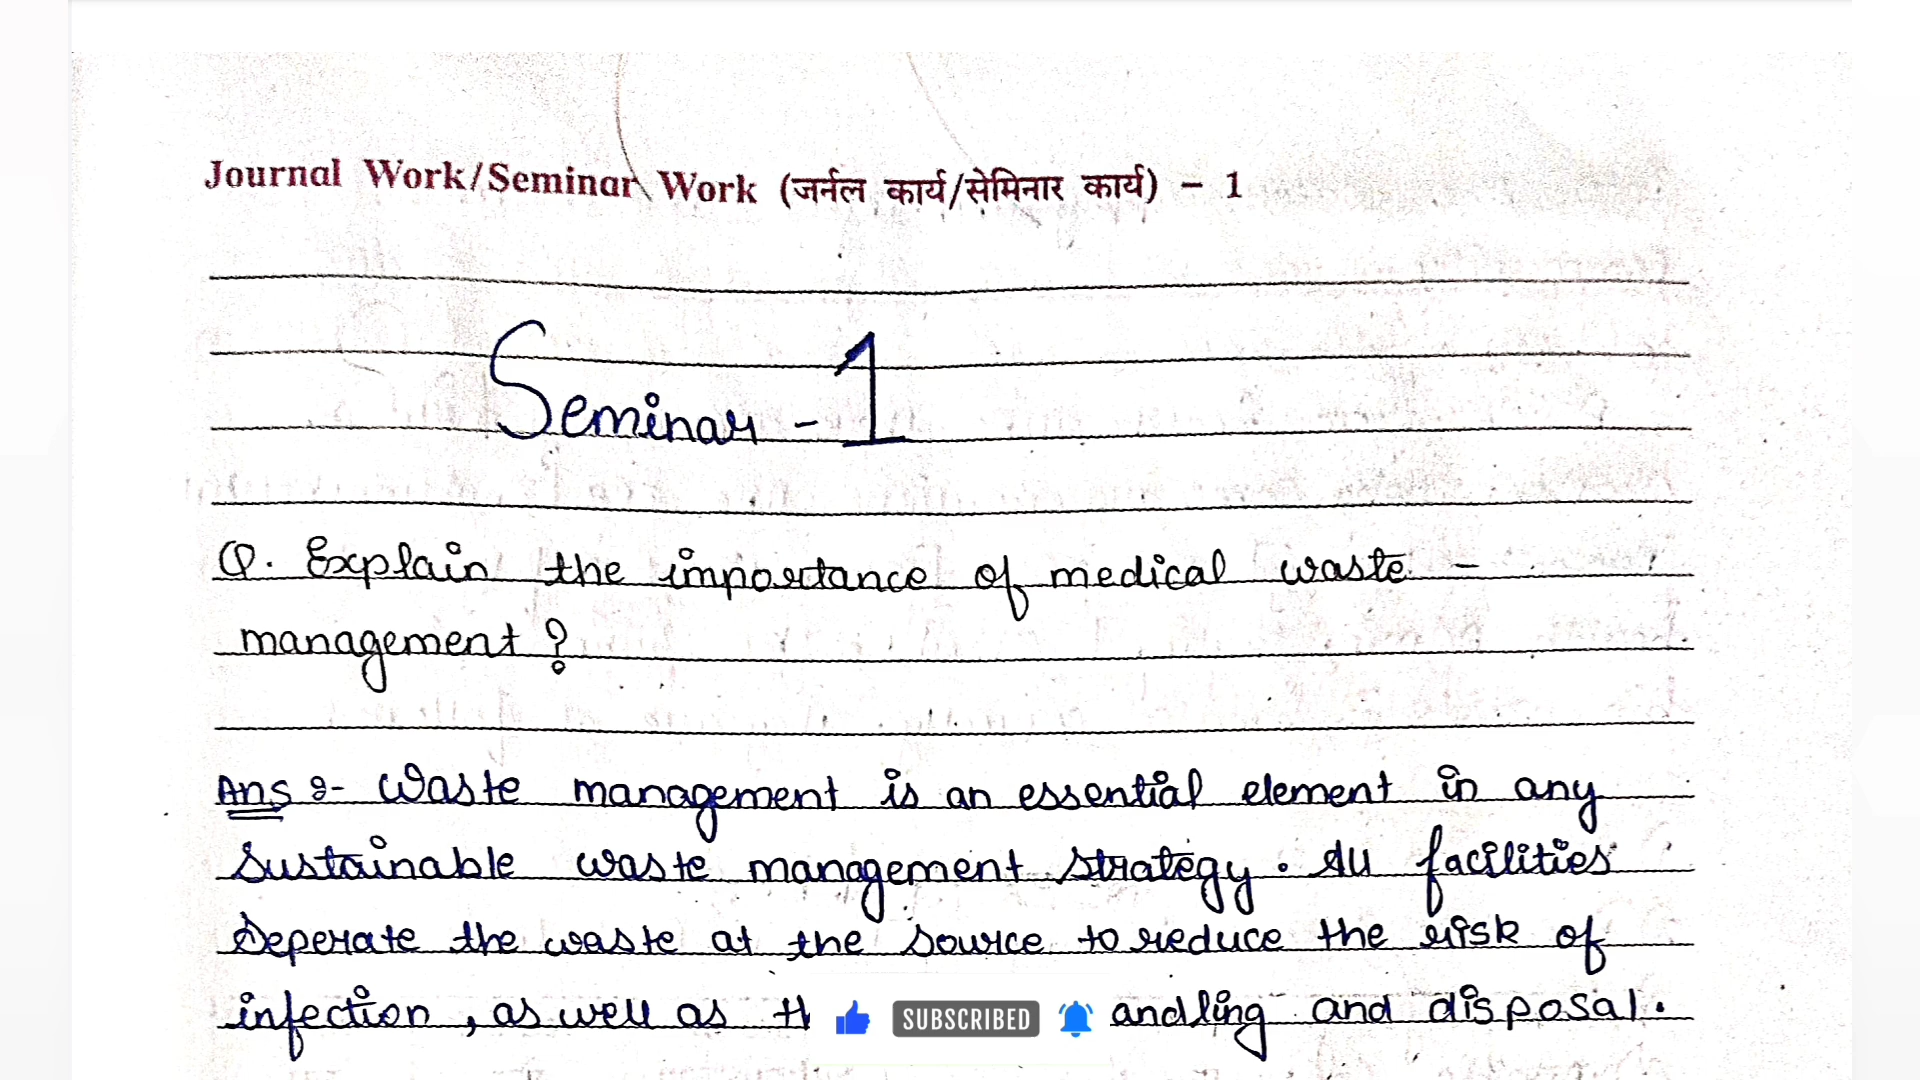 Journal Work/Seminar Work (जर्नल कार्य/सेमिनार कार्य) - 1
Seminar - 1
Q. Explain the importance of medical waste -
management ?
Ans :- Waste management is an essential element in any
Sustainable waste management strategy. All facilities
Seperate the waste at the source to reduce the risk of
infection, as well as SUBSCRIBED and disposal.